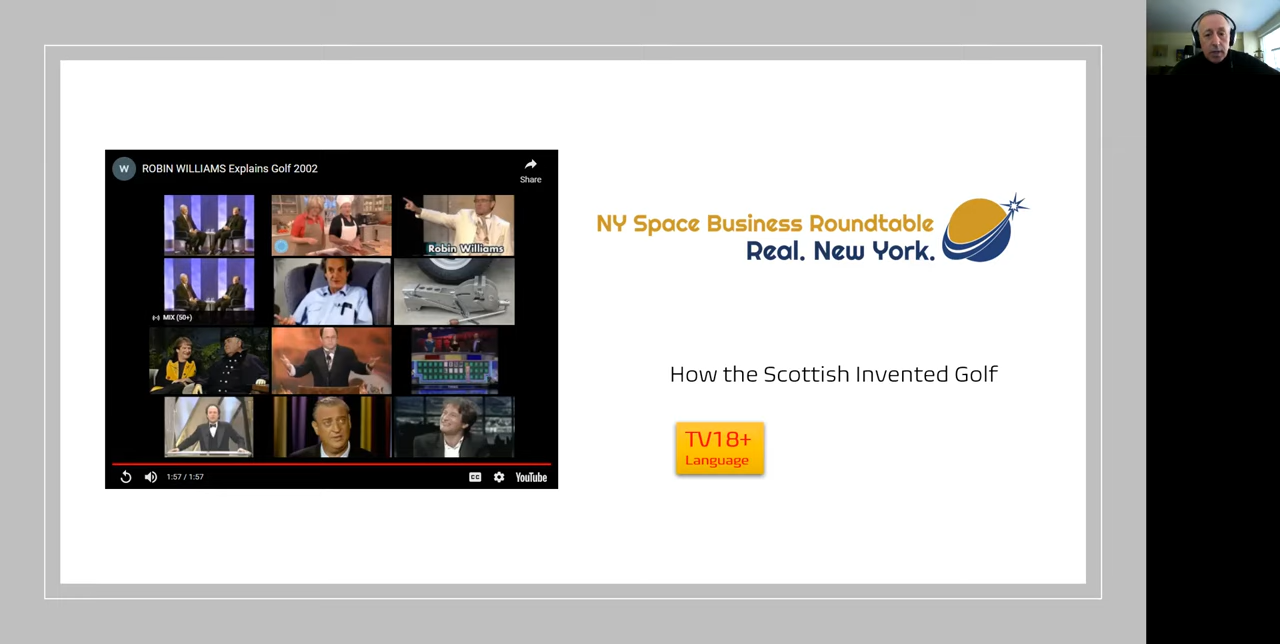 W
ROBIN WILLIAMS Explains Golf 2002
Share
Robin Williams
MIX (50+)
1:57 / 1:57
CC
YouTube
NY Space Business Roundtable
Real. New York.
How the Scottish Invented Golf
TV18+
Language